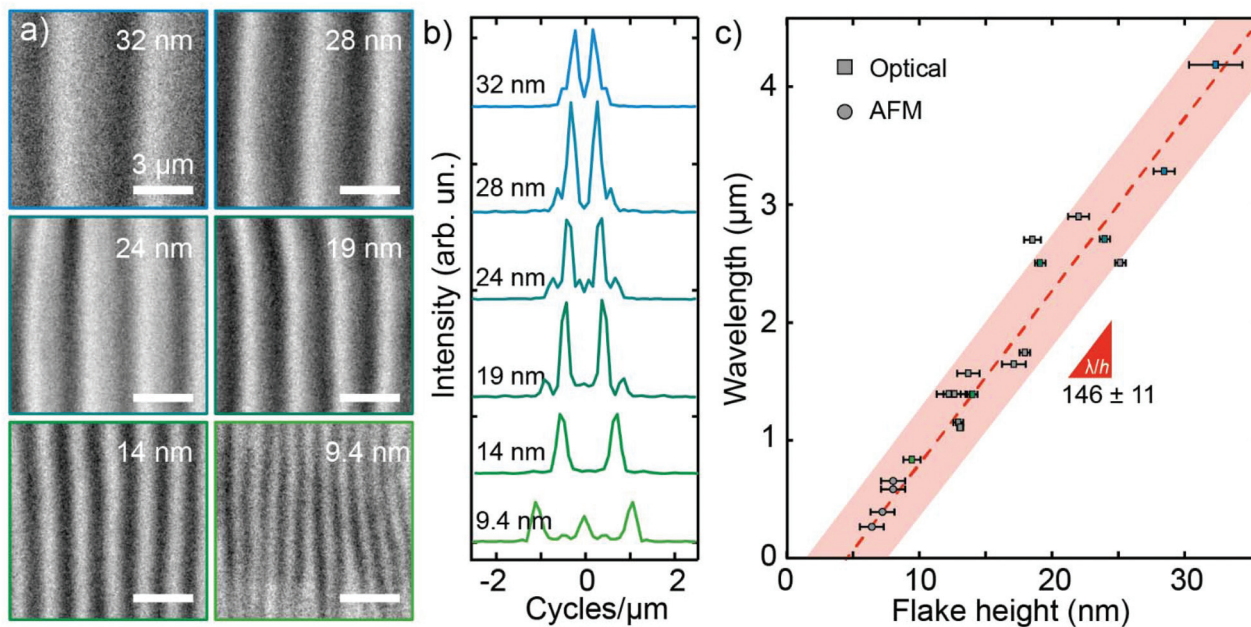 a)
32 nm
3 µm
28 nm
24 nm
19 nm
14 nm
9.4 nm
b)
Intensity (arb. un.)
32 nm
28 nm
24 nm
19 nm
14 nm
9.4 nm
-2
0
2
Cycles/µm
c)
Wavelength (µm)
4
3
2
1
0
Optical
AFM
λ/h
146 ± 11
0
10
20
30
Flake height (nm)